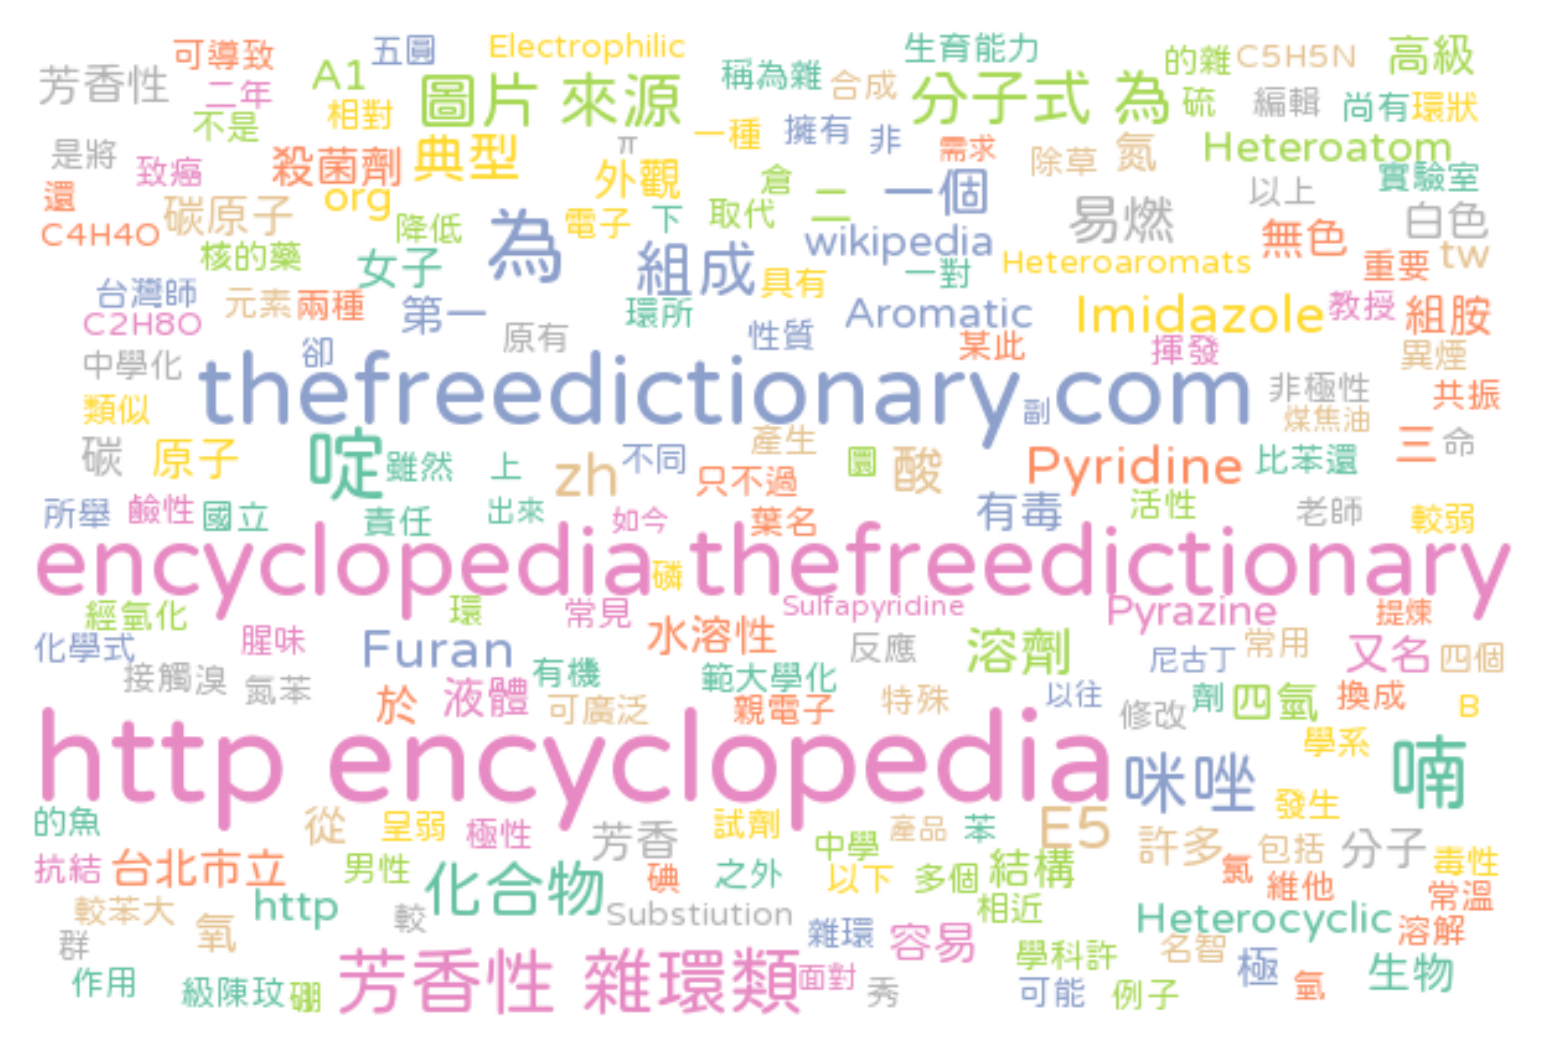 可導致 五圓 Electrophilic 生育能力 的雜 C5H5N 高級
芳香性 二年 A1 圖片 來源 稱為雜 合成 分子式 為 硫 編輯 尚有 環狀
不是 相對 一種 擁有 非
是將 致癌 殺菌劑 典型 π 外觀 倉 需求 除草 氮 Heteroatom 實驗室
還 碳原子 org 降低 為 電子 下 取代 二 一個 易燃 以上 白色
C4H4O 核的藥 女子 組成 具有 wikipedia 一對 Heteroaromats 無色 重要 tw
台灣師 元素 兩種 第一 原有 環所 性質 Aromatic Imidazole 教授 組胺
C2H8O 某此 揮發
中學化 卻 thefreedictionary.com 副 非極性 異煙 共振
類似 煤焦油
碳 原子 啶 雖然 上 zh 不同 只不過 產生 圜 酸 Pyridine 比苯還 三 命
所舉 鹼性 國立 責任 出來 如今 葉名 有毒 活性 老師 較弱
encyclopedia 磷 thefreedictionary
經氫化 環 常見 Sulfapyridine Pyrazine 提煉
化學式 腥味 Furan 有機 水溶性 反應 溶劑 尼古丁 常用 又名 四個
接觸 溴 氮苯 於 液體 可廣泛 範大學化 親電子 特殊 以往 修改 劑 四氫 換成 B
http encyclopedia 咪唑 學系 喃
的魚 從 呈弱 極性 芳香 試劑 中學 產品 苯 E5 許多 發生 包括 分子 毒性
抗結 台北市立 男性 化合物 碘 之外 以下 多個 結構 氯 維他 常溫
較苯大 氧 http 較 Substiution 雜環 容易 相近 Heterocyclic 溶解
群 作用 級陳玟 硼 芳香性 雜環類 面對 秀 學科許 可能 例子 名智 極 氫 生物